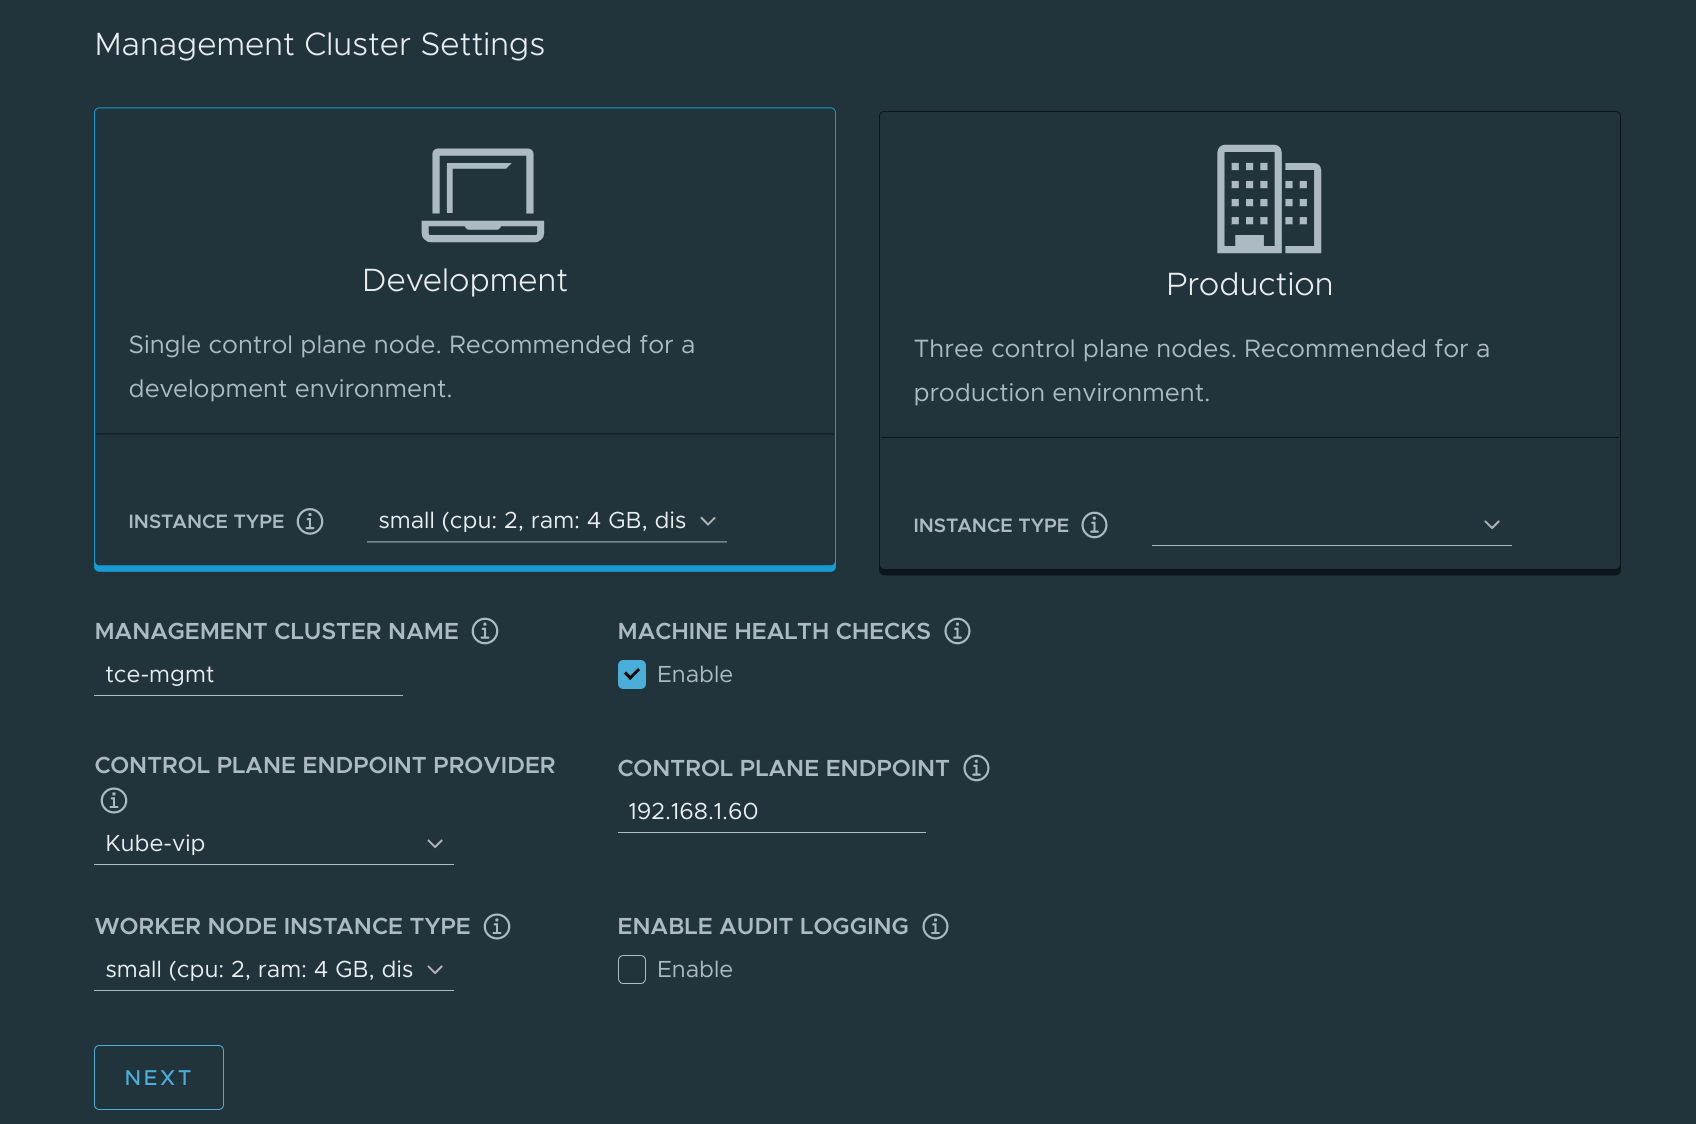 Management Cluster Settings
Development
Single control plane node. Recommended for a
development environment.
INSTANCE TYPE
small (cpu: 2, ram: 4 GB, dis
Production
Three control plane nodes. Recommended for a
production environment.
INSTANCE TYPE
MANAGEMENT CLUSTER NAME
tce-mgmt
MACHINE HEALTH CHECKS
Enable
CONTROL PLANE ENDPOINT PROVIDER
Kube-vip
CONTROL PLANE ENDPOINT
192.168.1.60
WORKER NODE INSTANCE TYPE
small (cpu: 2, ram: 4 GB, dis
ENABLE AUDIT LOGGING
Enable
NEXT